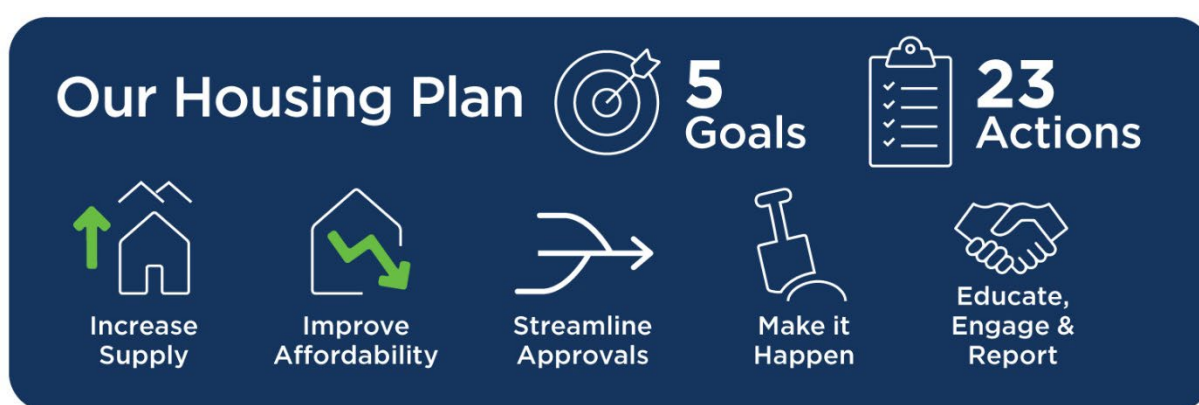 Our Housing Plan
5
Goals
23
Actions
Increase
Supply
Improve
Affordability
Streamline
Approvals
Make it
Happen
Educate,
Engage &
Report